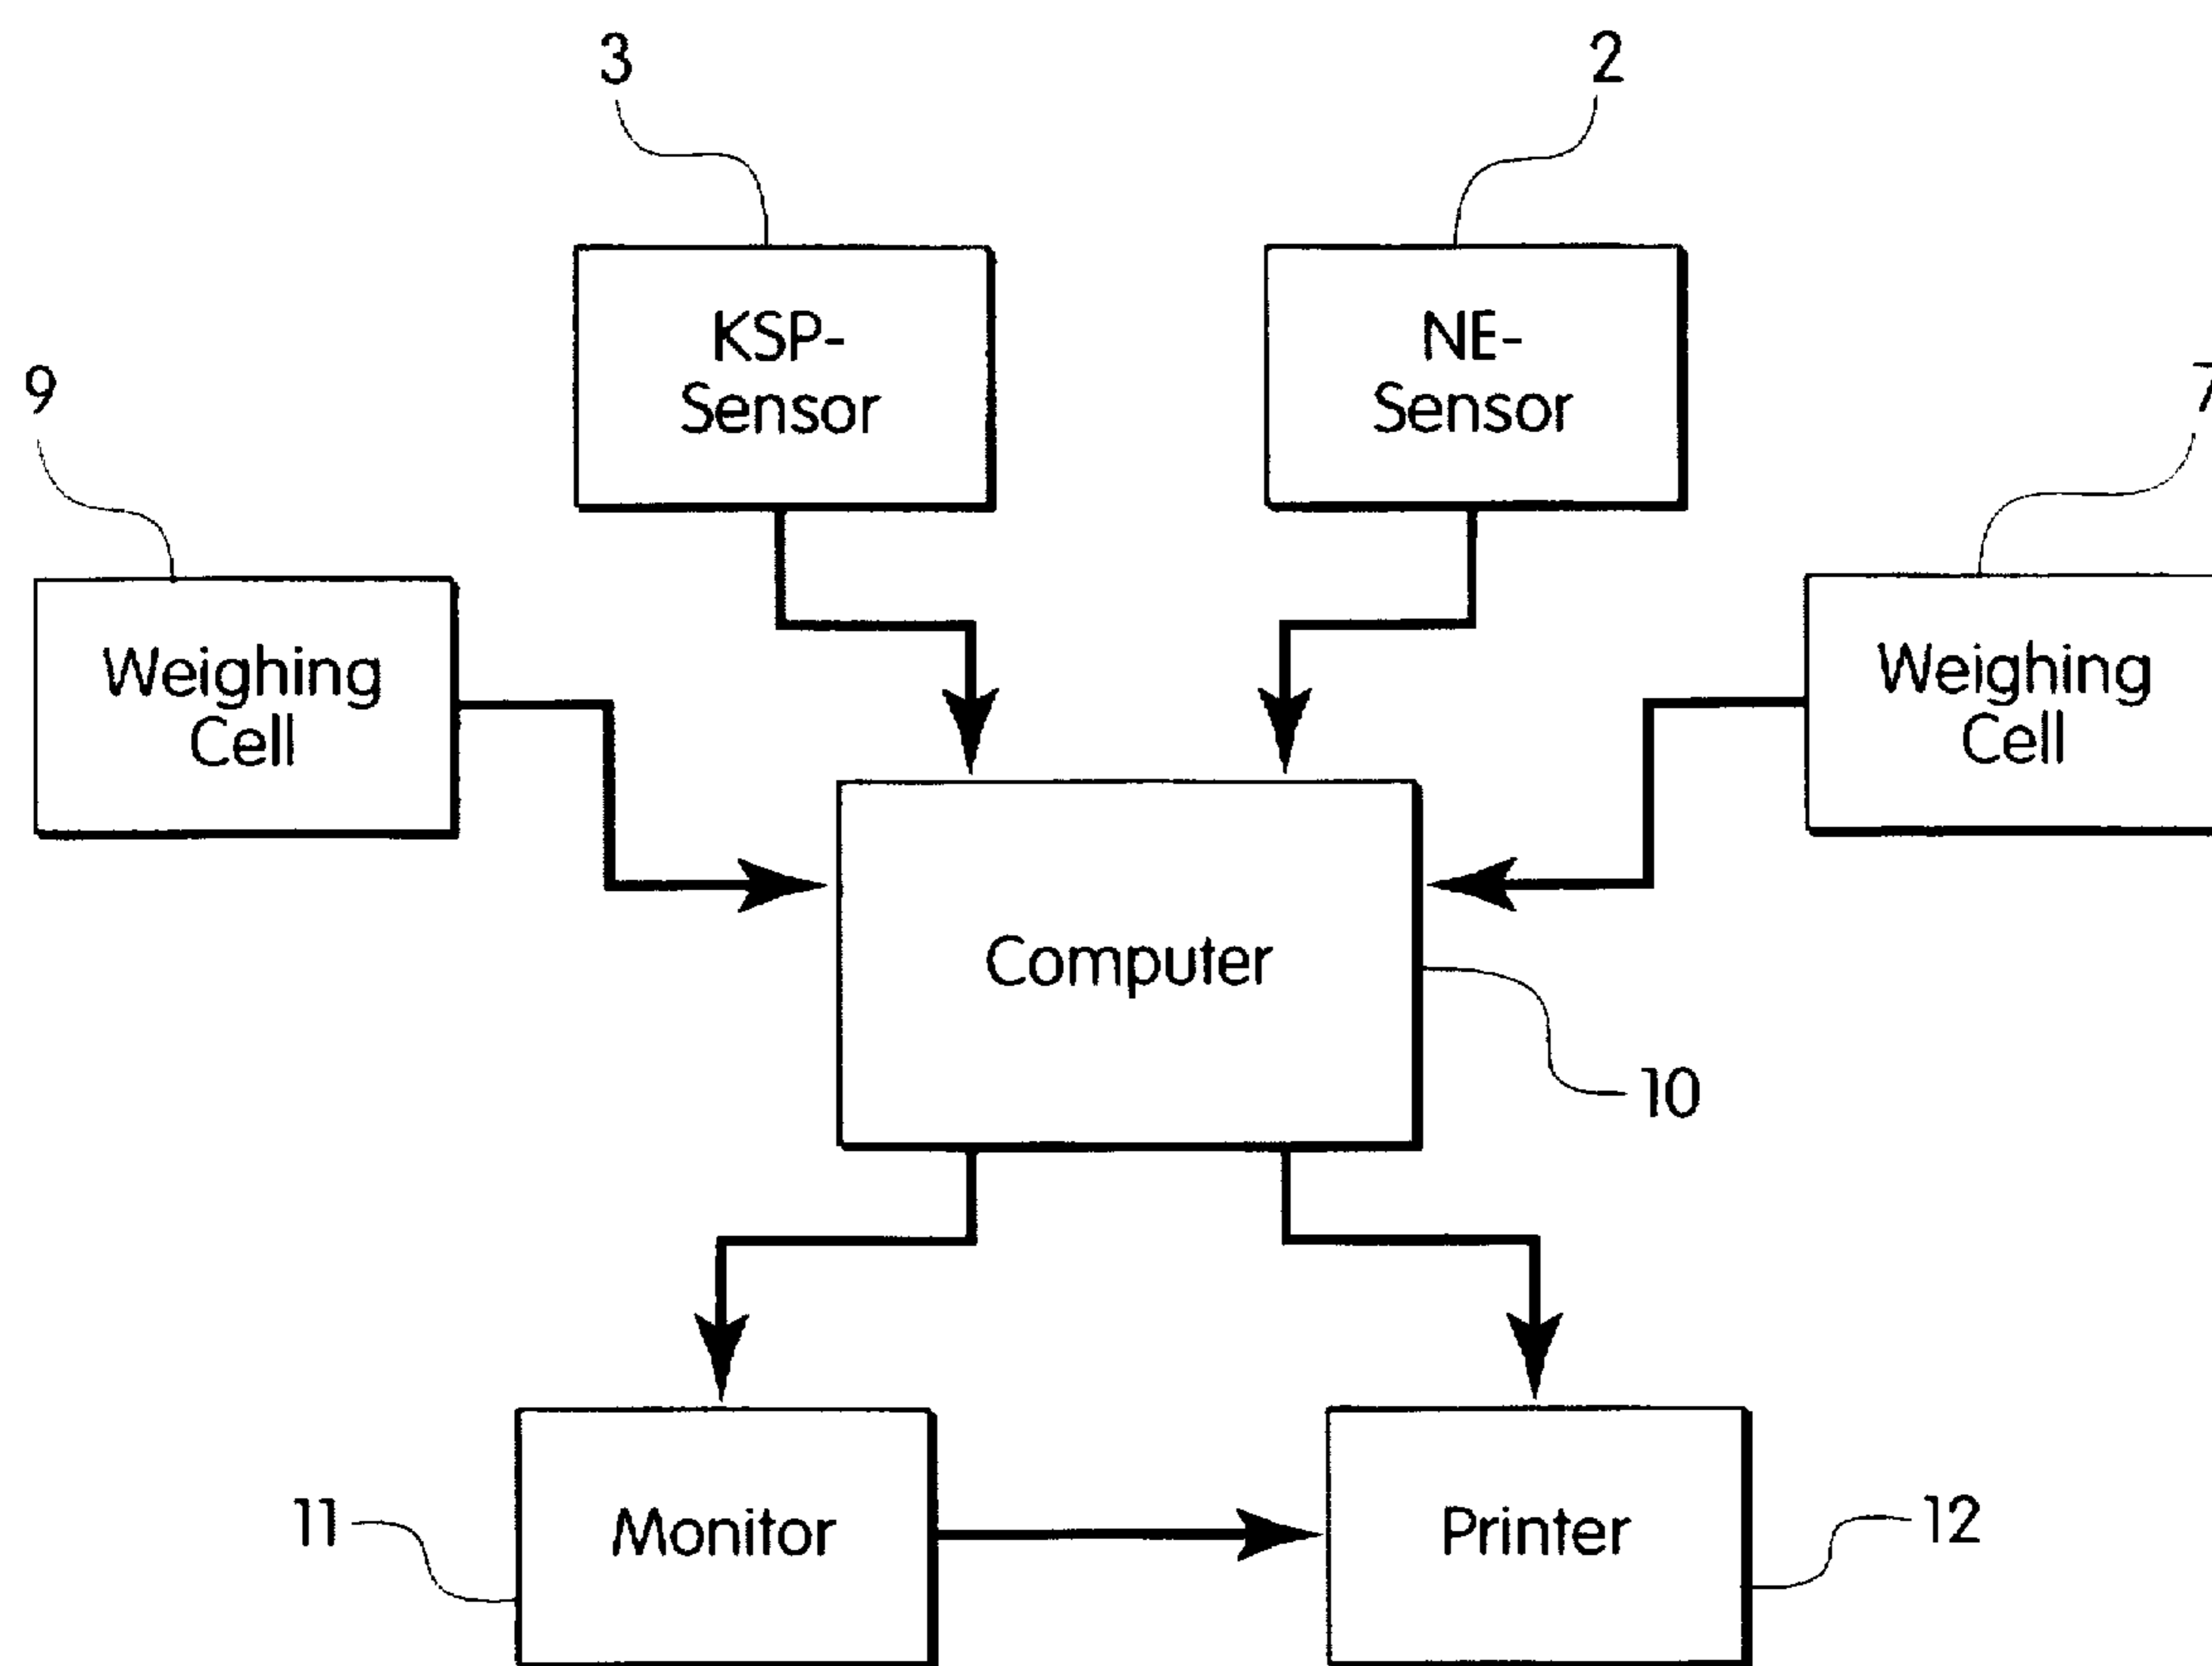 3
2
KSP-
Sensor
NE-
Sensor
9
7
Weighing
Cell
Weighing
Cell
Computer
10
11
Monitor
Printer
12